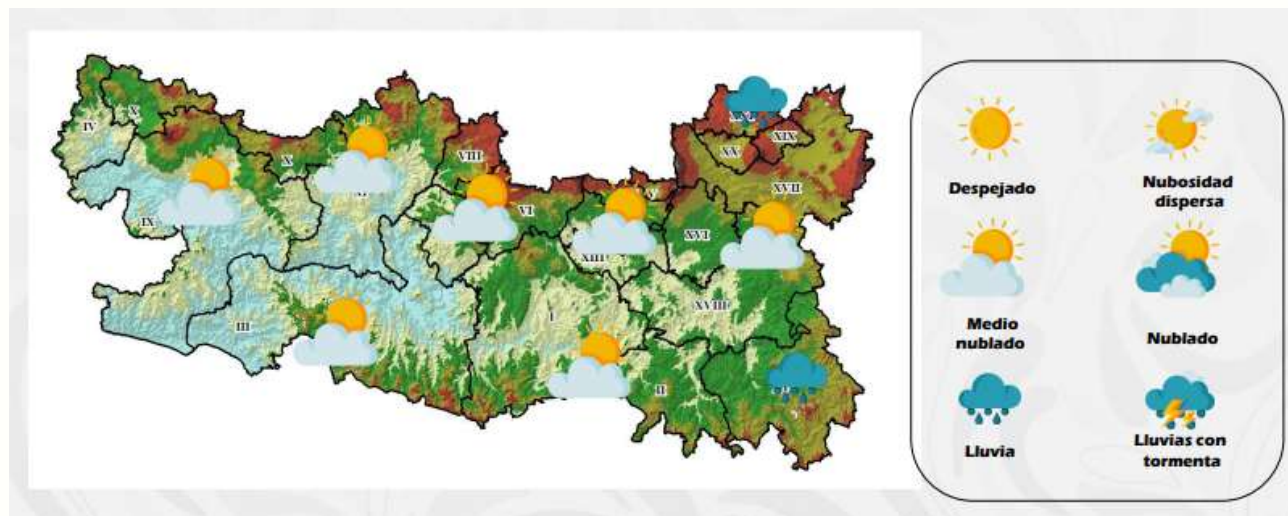 IV
X
IX
X
VIII
VI
V
XX
XIX
XVII
XVI
XIII
XVIII
III
I
II
Despejado
Nubosidad
dispersa
Medio
nublado
Nublado
Lluvia
Lluvias con
tormenta